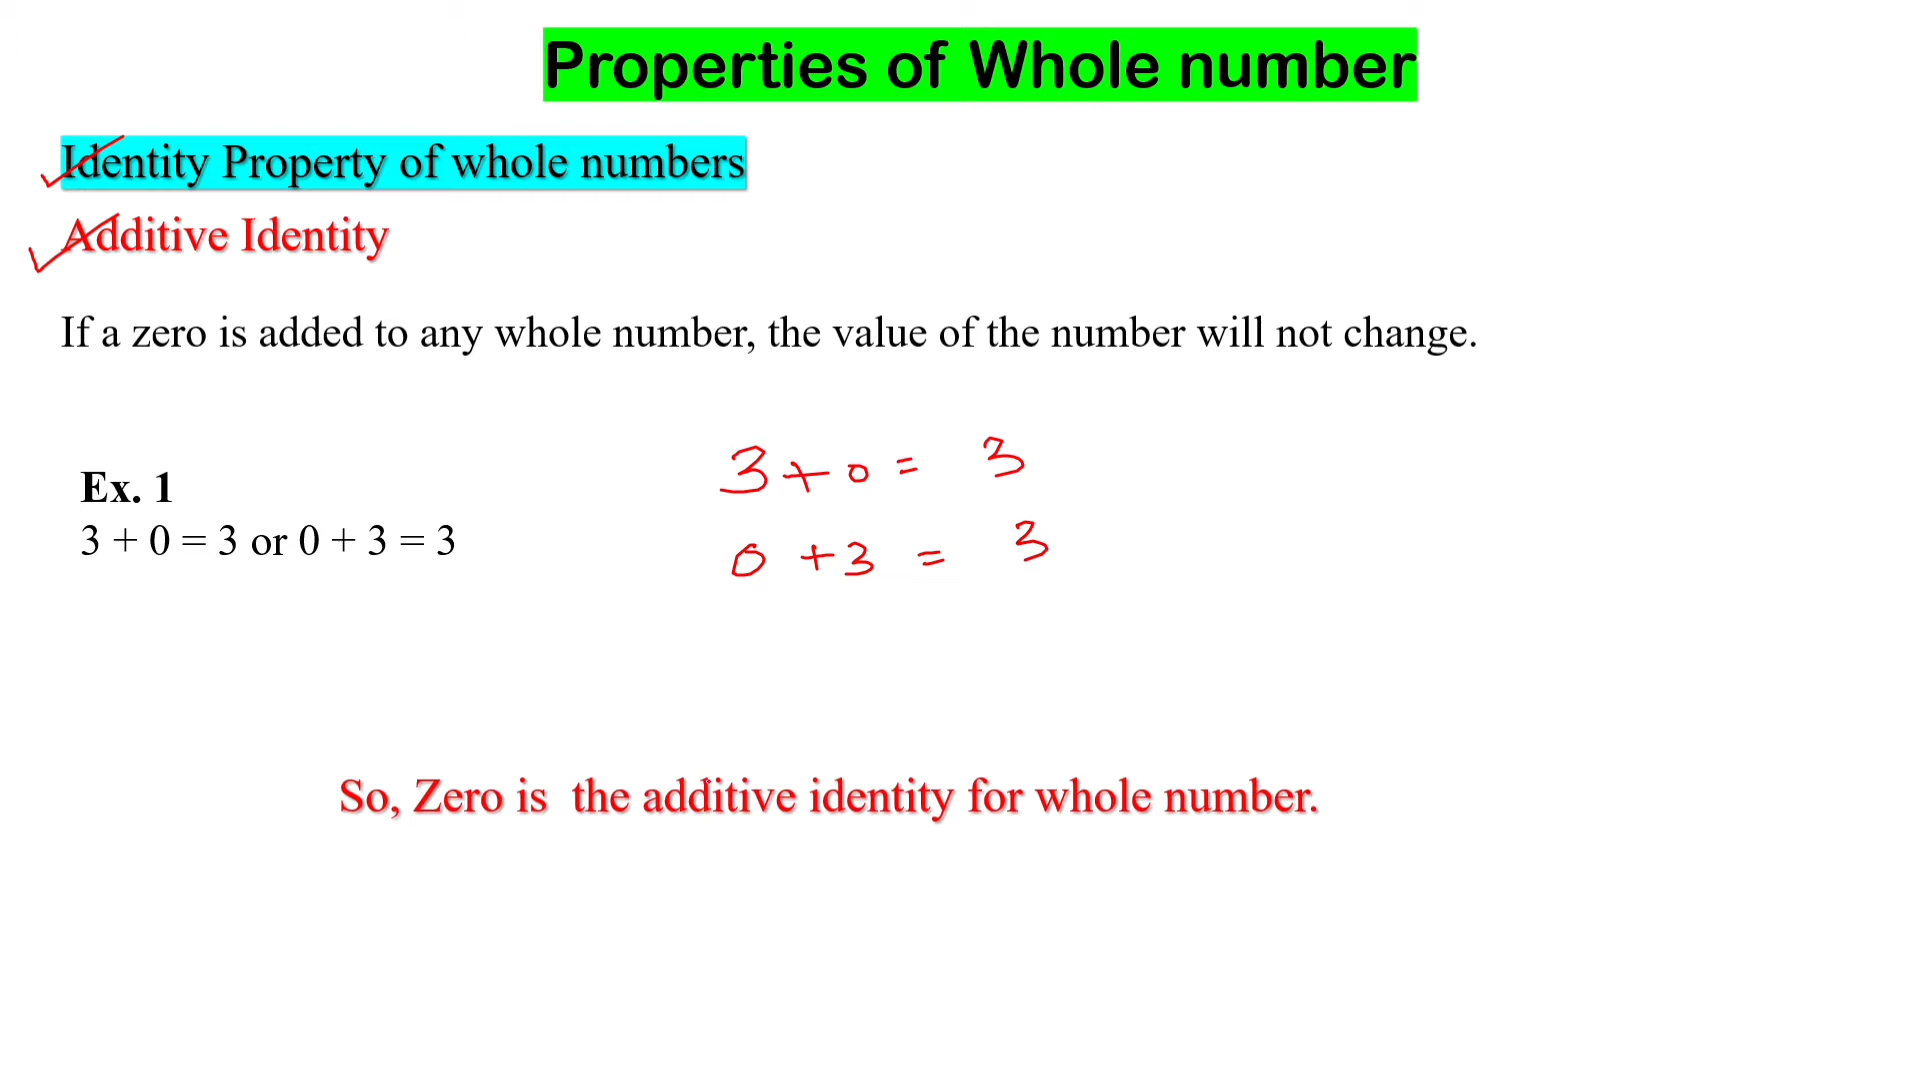 Properties of Whole number
Identity Property of whole numbers
Additive Identity
If a zero is added to any whole number, the value of the number will not change.
3 + 0 = 3
Ex. 1
3 + 0 = 3 or 0 + 3 = 3
0 + 3 = 3
So, Zero is the additive identity for whole number.